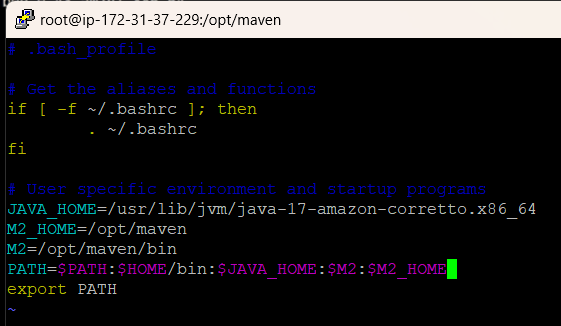 root@ip-172-31-37-229:/opt/maven
# .bash_profile
# Get the aliases and functions
if [ -f ~/.bashrc ]; then
        . ~/.bashrc
fi
# User specific environment and startup programs
JAVA_HOME=/usr/lib/jvm/java-17-amazon-corretto.x86_64
M2_HOME=/opt/maven
M2=/opt/maven/bin
PATH=$PATH:$HOME/bin:$JAVA_HOME:$M2:$M2_HOME
export PATH
~